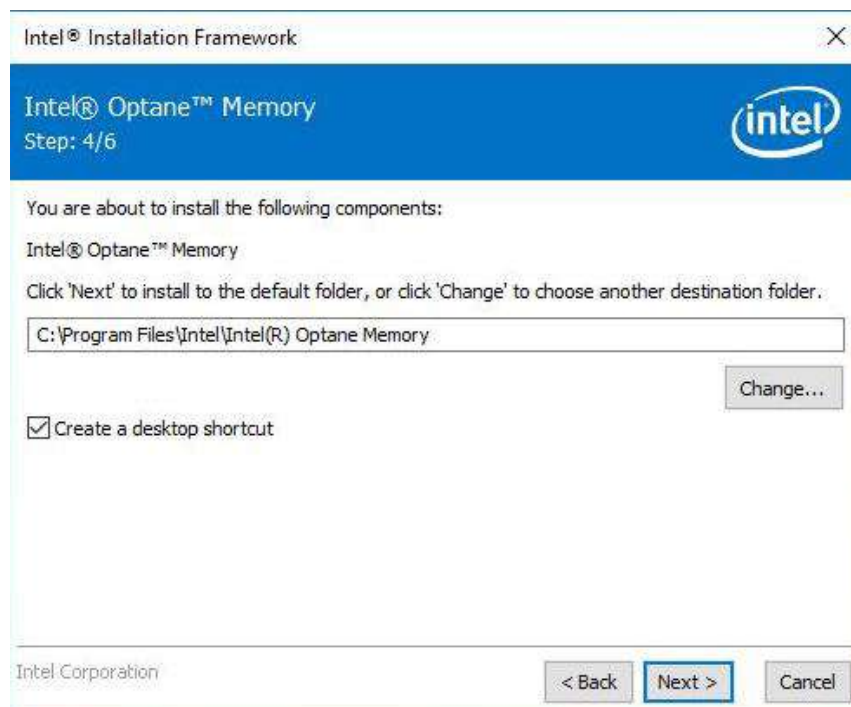 Intel® Installation Framework
Intel® Optane™ Memory
Step: 4/6
intel
You are about to install the following components:
Intel® Optane™ Memory
Click 'Next' to install to the default folder, or click 'Change' to choose another destination folder.
C:\Program Files\Intel\Intel(R) Optane Memory
Change...
Create a desktop shortcut
Intel Corporation
< Back
Next >
Cancel